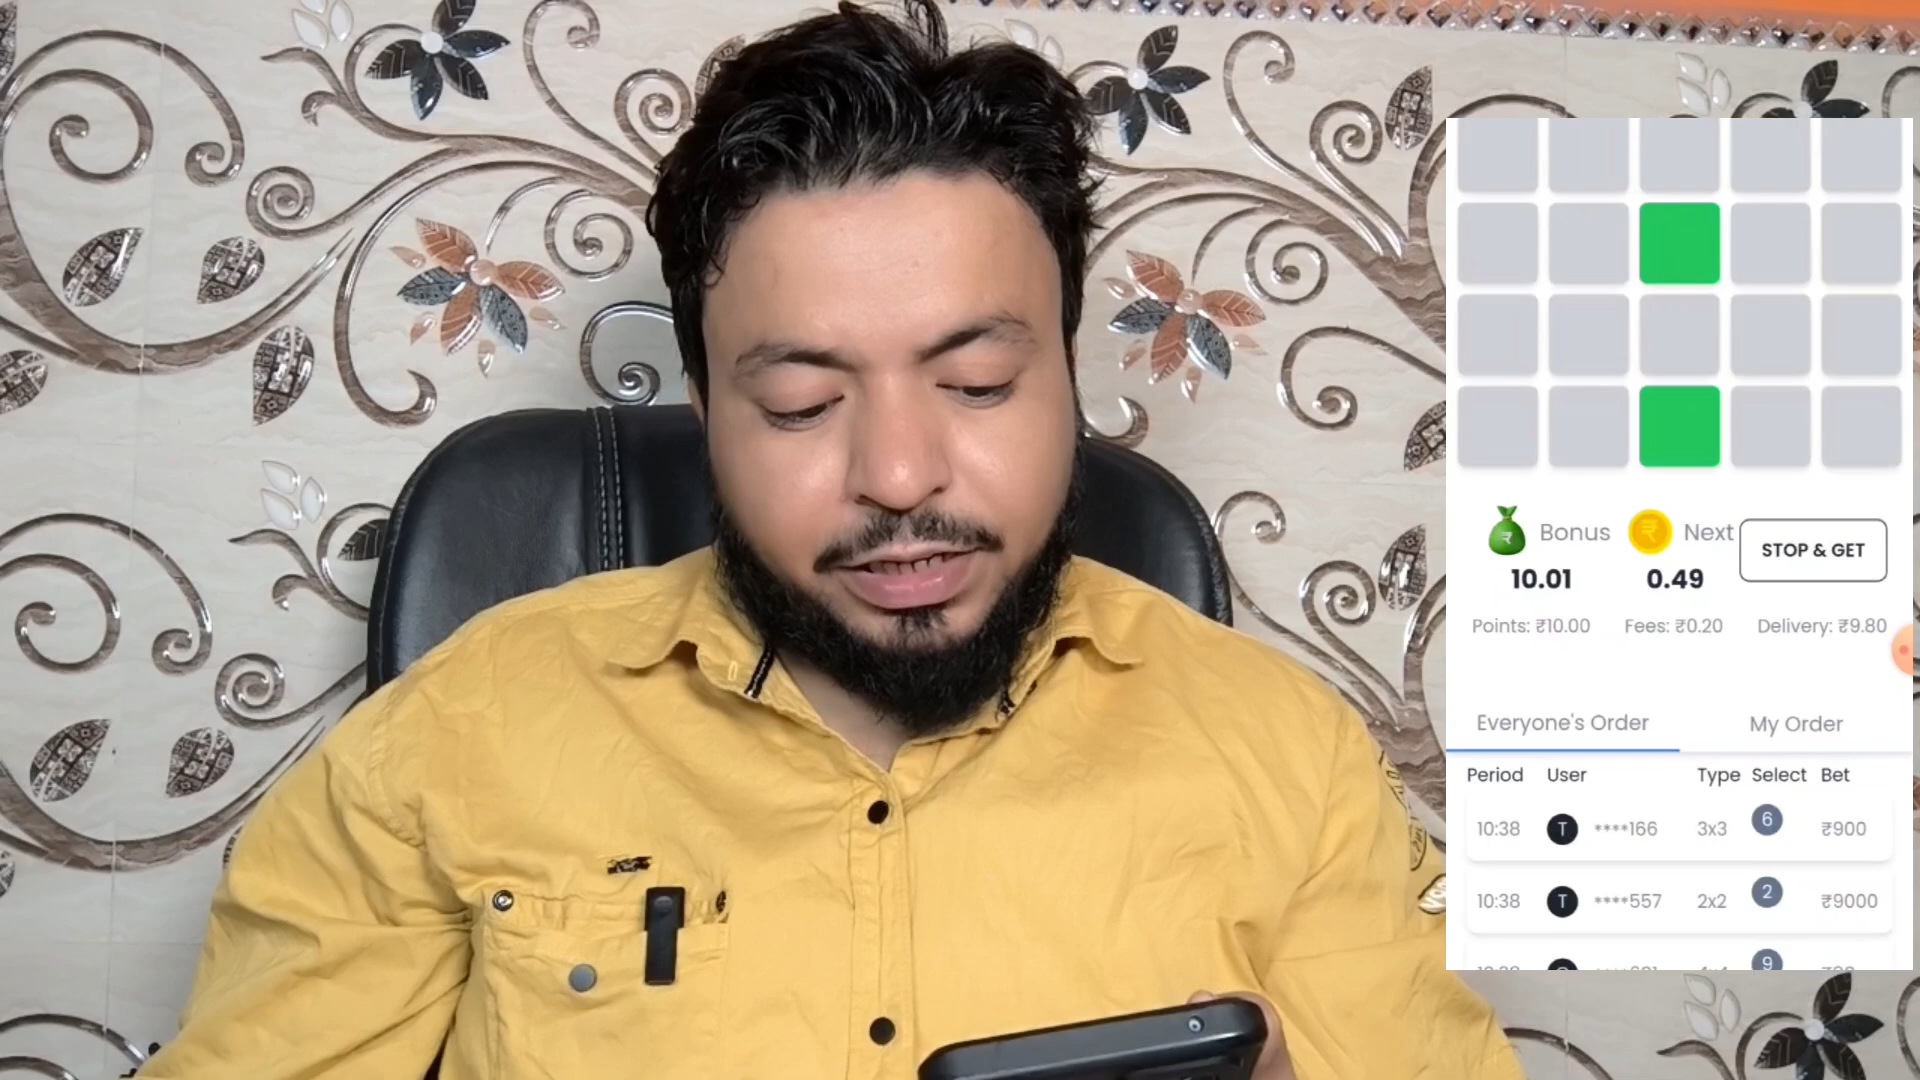 Bonus Next STOP & GET
10.01 0.49
Points: ₹10.00 Fees: ₹0.20 Delivery: ₹9.80
Everyone's Order My Order
Period User Type Select Bet
10:38 T ****166 3x3 6 ₹900
10:38 T ****557 2x2 2 ₹9000
9